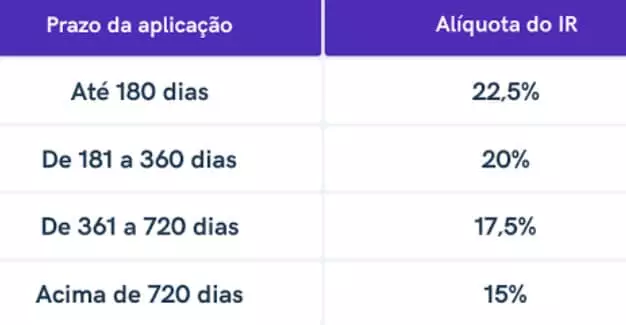 Prazo da aplicação Alíquota do IR
Até 180 dias 22,5%
De 181 a 360 dias 20%
De 361 a 720 dias 17,5%
Acima de 720 dias 15%